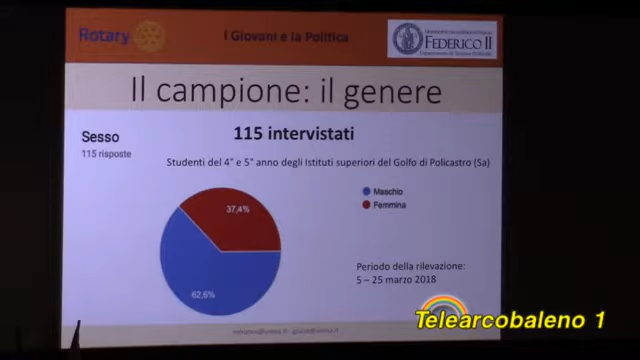 Rotary
I Giovani e la Politica
FEDERICO II
Il campione: il genere
Sesso
115 risposte
115 intervistati
Studenti del 4° e 5° anno degli Istituti superiori del Golfo di Policastro (Sa)
Maschio
Femmina
37,4%
62,6%
Periodo della rilevazione:
5 – 25 marzo 2018
Telearcobaleno 1